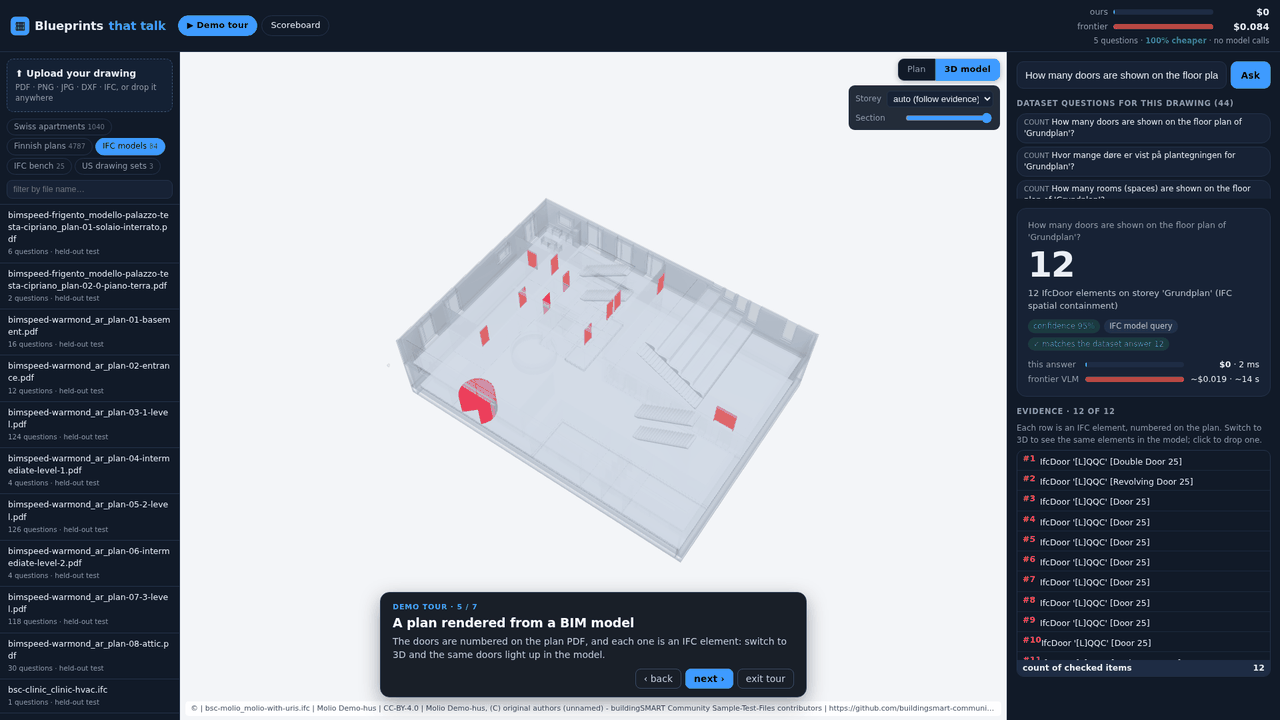 ▦ Blueprints that talk
▶ Demo tour
Scoreboard
ours $0
frontier $0.084
5 questions · 100% cheaper · no model calls
⬆ Upload your drawing
PDF · PNG · JPG · DXF · IFC, or drop it
anywhere
Swiss apartments 1040
Finnish plans 4787
IFC models 84
IFC bench 25
US drawing sets 3
filter by file name…
bimspeed-frigento_modello-palazzo-te
sta-cipriano_plan-01-solaio-interrato.p
df
6 questions · held-out test
bimspeed-frigento_modello-palazzo-te
sta-cipriano_plan-02-0-piano-terra.pdf
2 questions · held-out test
bimspeed-warmond_ar_plan-01-basem
ent.pdf
16 questions · held-out test
bimspeed-warmond_ar_plan-02-entran
ce.pdf
12 questions · held-out test
bimspeed-warmond_ar_plan-03-1-leve
l.pdf
124 questions · held-out test
bimspeed-warmond_ar_plan-04-interm
ediate-level-1.pdf
4 questions · held-out test
bimspeed-warmond_ar_plan-05-2-leve
l.pdf
126 questions · held-out test
bimspeed-warmond_ar_plan-06-interm
ediate-level-2.pdf
4 questions · held-out test
bimspeed-warmond_ar_plan-07-3-leve
l.pdf
118 questions · held-out test
bimspeed-warmond_ar_plan-08-attic.p
df
30 questions · held-out test
bsc-clinic_clinic-hvac.ifc
1 questions · held-out test
Plan
3D model
Storey auto (follow evidence)
Section
DEMO TOUR · 5 / 7
A plan rendered from a BIM model
The doors are numbered on the plan PDF, and each one is an IFC element: switch to
3D and the same doors light up in the model.
‹ back
next ›
exit tour
© | bsc-molio_molio-with-uris.ifc | Molio Demo-hus | CC-BY-4.0 | Molio Demo-hus, (C) original authors (unnamed) - buildingSMART Community Sample-Test-Files contributors | https://github.com/buildingsmart-communi…
How many doors are shown on the floor pla
Ask
DATASET QUESTIONS FOR THIS DRAWING (44)
COUNT How many doors are shown on the floor plan of
'Grundplan'?
COUNT Hvor mange døre er vist på plantegningen for
'Grundplan'?
COUNT How many rooms (spaces) are shown on the floor
plan of 'Grundplan'?
How many doors are shown on the floor plan of
'Grundplan'?
12
12 IfcDoor elements on storey 'Grundplan' (IFC
spatial containment)
confidence 95%
IFC model query
✓ matches the dataset answer 12
this answer $0 · 2 ms
frontier VLM ~$0.019 · ~14 s
EVIDENCE · 12 OF 12
Each row is an IFC element, numbered on the plan. Switch to
3D to see the same elements in the model; click to drop one.
#1 IfcDoor '[L]QQC' [Double Door 25]
#2 IfcDoor '[L]QQC' [Revolving Door 25]
#3 IfcDoor '[L]QQC' [Door 25]
#4 IfcDoor '[L]QQC' [Door 25]
#5 IfcDoor '[L]QQC' [Door 25]
#6 IfcDoor '[L]QQC' [Door 25]
#7 IfcDoor '[L]QQC' [Door 25]
#8 IfcDoor '[L]QQC' [Door 25]
#9 IfcDoor '[L]QQC' [Door 25]
#10 IfcDoor '[L]QQC' [Door 25]
#11
count of checked items 12